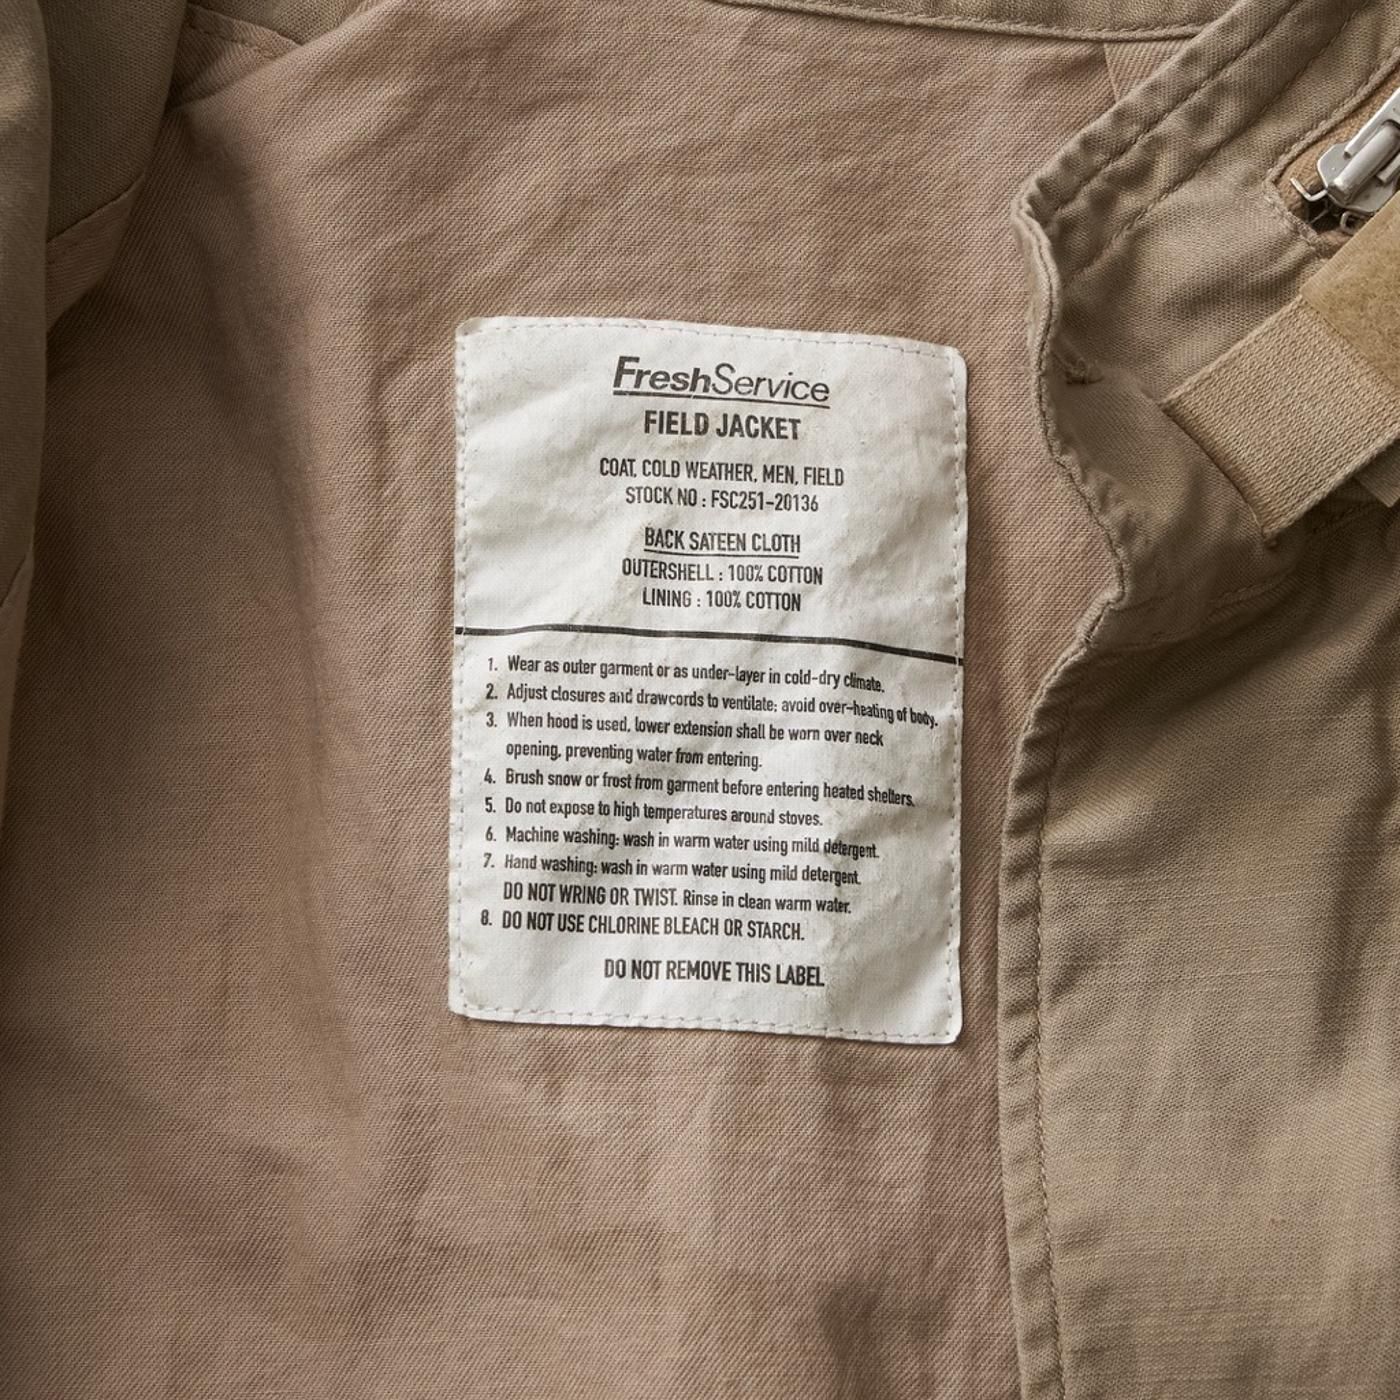 FreshService
FIELD JACKET
COAT, COLD WEATHER, MEN, FIELD
STOCK NO : FSC251-20136
BACK SATEEN CLOTH
OUTERSHELL : 100% COTTON
LINING : 100% COTTON
1. Wear as outer garment or as under-layer in cold-dry climate.
2. Adjust closures and drawcords to ventilate; avoid over-heating of body.
3. When hood is used, lower extension shall be worn over neck
opening, preventing water from entering.
4. Brush snow or frost from garment before entering heated shelters.
5. Do not expose to high temperatures around stoves.
6. Machine washing: wash in warm water using mild detergent.
7. Hand washing: wash in warm water using mild detergent.
DO NOT WRING OR TWIST. Rinse in clean warm water.
8. DO NOT USE CHLORINE BLEACH OR STARCH.
DO NOT REMOVE THIS LABEL